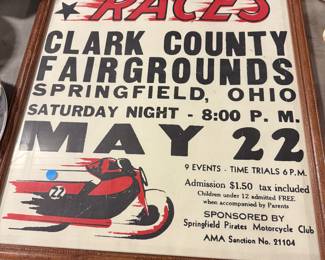 RACES
CLARK COUNTY
FAIRGROUNDS
SPRINGFIELD, OHIO
SATURDAY NIGHT - 8:00 P. M.
MAY 22
9 EVENTS - TIME TRIALS 6 P.M.
22
Admission $1.50 tax included
Children under 12 admitted FREE
when accompanied by Parents
SPONSORED BY
Springfield Pirates Motorcycle Club
AMA Sanction No. 21104